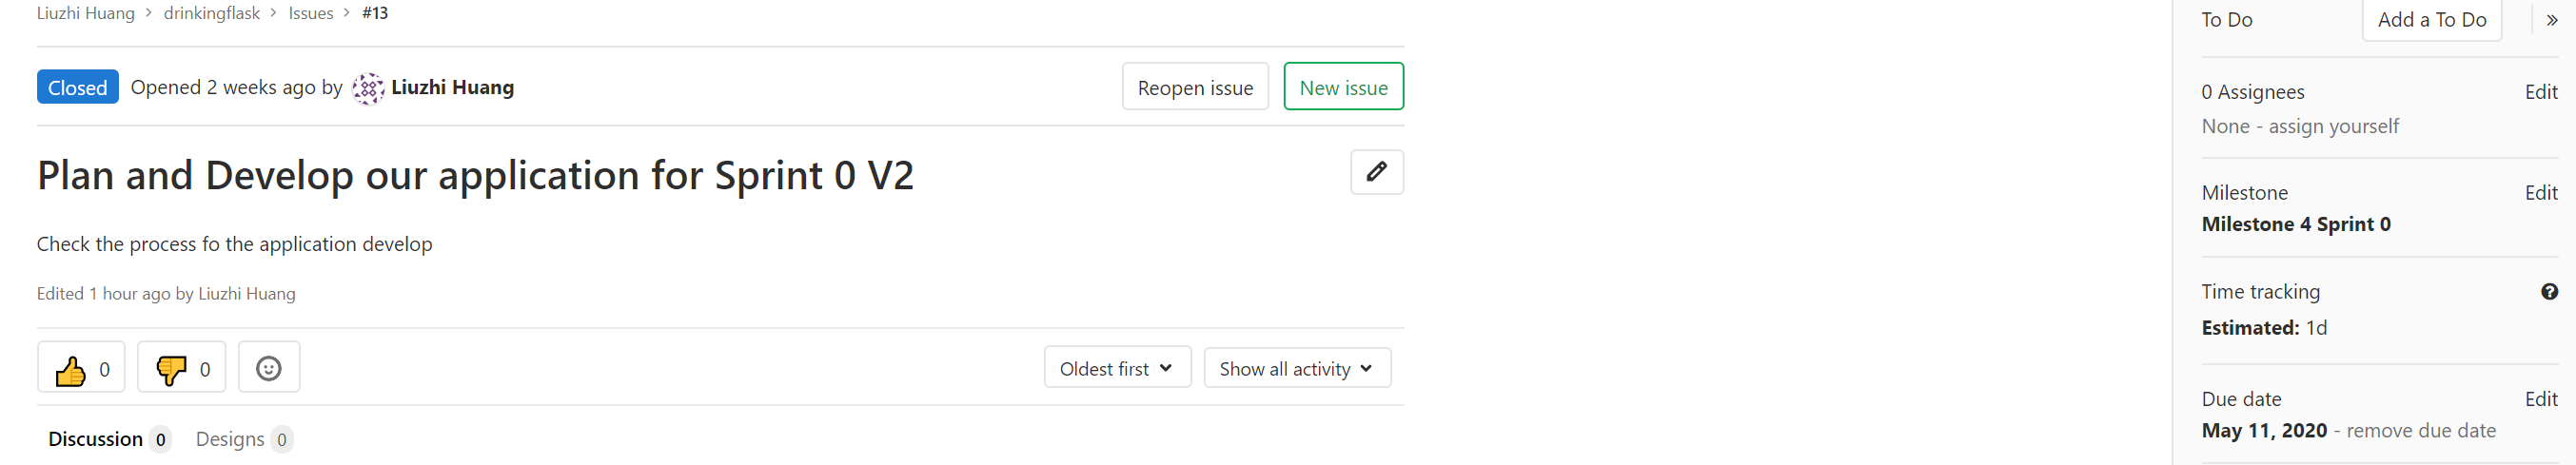 Liuzhi Huang > drinkingflask > Issues > #13
Closed Opened 2 weeks ago by Liuzhi Huang Reopen issue New issue
Plan and Develop our application for Sprint 0 V2
Check the process fo the application develop
Edited 1 hour ago by Liuzhi Huang
0 0 Oldest first Show all activity
Discussion 0 Designs 0
To Do Add a To Do »
0 Assignees Edit
None - assign yourself
Milestone Edit
Milestone 4 Sprint 0
Time tracking ?
Estimated: 1d
Due date Edit
May 11, 2020 - remove due date